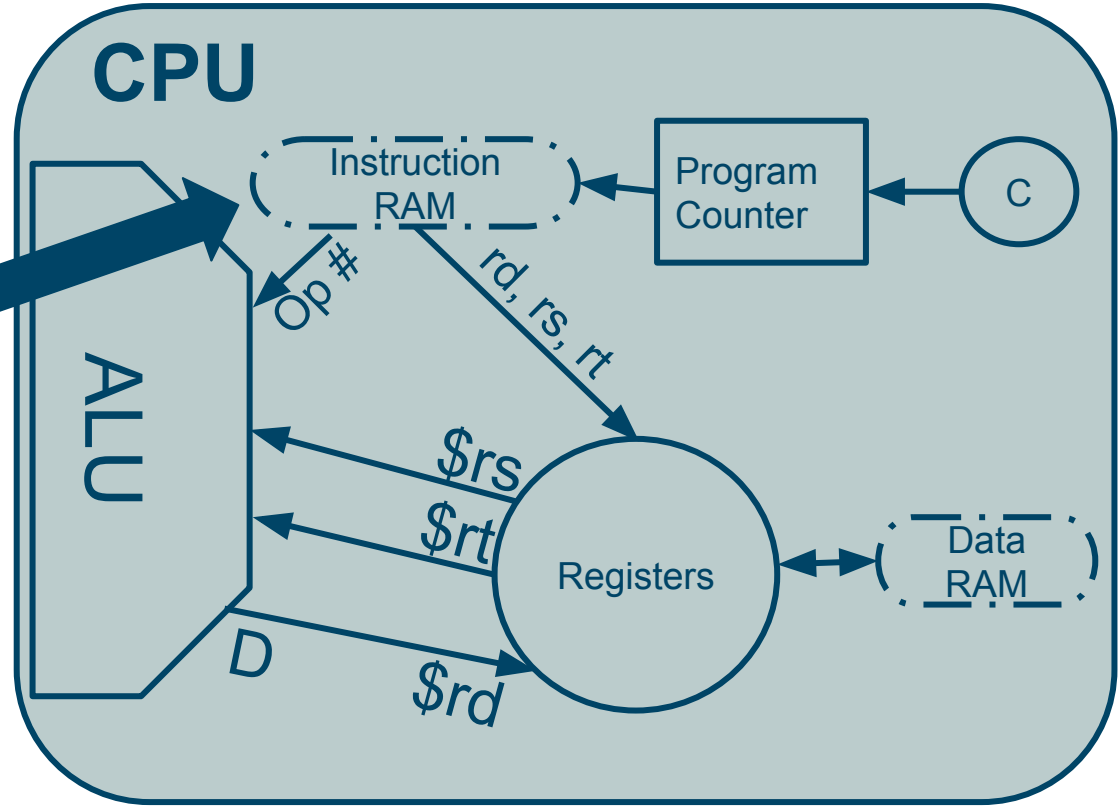 CPU
Instruction
RAM
Program
Counter
C
Op #
rd, rs, rt
ALU
$rs
$rt
Registers
Data
RAM
D
$rd